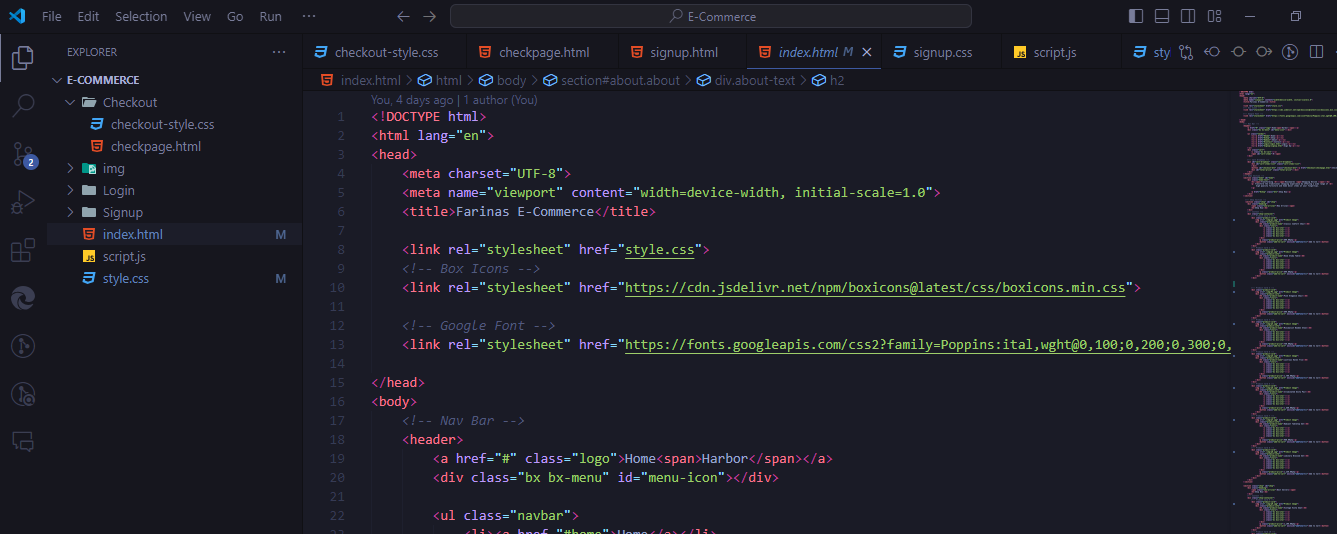 File Edit Selection View Go Run ···
E-Commerce
EXPLORER ···
E-COMMERCE
Checkout
checkout-style.css
checkpage.html
img
Login
Signup
index.html M
script.js
style.css M
2
checkout-style.css checkpage.html signup.html index.html M signup.css script.js sty
index.html > html > body > section#about.about > div.about-text > h2
You, 4 days ago | 1 author (You)
1 <!DOCTYPE html>
2 <html lang="en">
3 <head>
4 <meta charset="UTF-8">
5 <meta name="viewport" content="width=device-width, initial-scale=1.0">
6 <title>Farinas E-Commerce</title>
7
8 <link rel="stylesheet" href="style.css">
9 <!-- Box Icons -->
10 <link rel="stylesheet" href="https://cdn.jsdelivr.net/npm/boxicons@latest/css/boxicons.min.css">
11
12 <!-- Google Font -->
13 <link rel="stylesheet" href="https://fonts.googleapis.com/css2?family=Poppins:ital,wght@0,100;0,200;0,300;0,
14
15 </head>
16 <body>
17 <!-- Nav Bar -->
18 <header>
19 <a href="#" class="logo">Home<span>Harbor</span></a>
20 <div class="bx bx-menu" id="menu-icon"></div>
21
22 <ul class="navbar">
23 <li><a href="#home">Home</a></li>